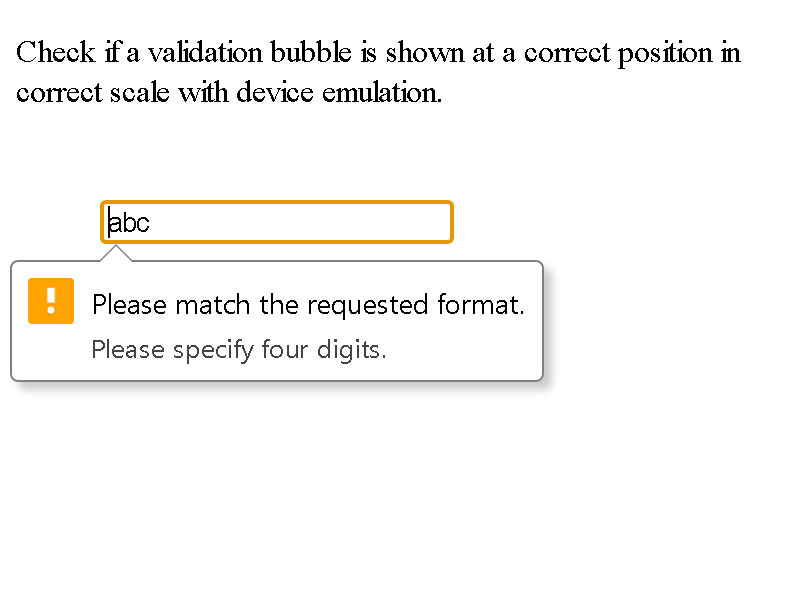 Check if a validation bubble is shown at a correct position in
correct scale with device emulation.
abc
Please match the requested format.
Please specify four digits.